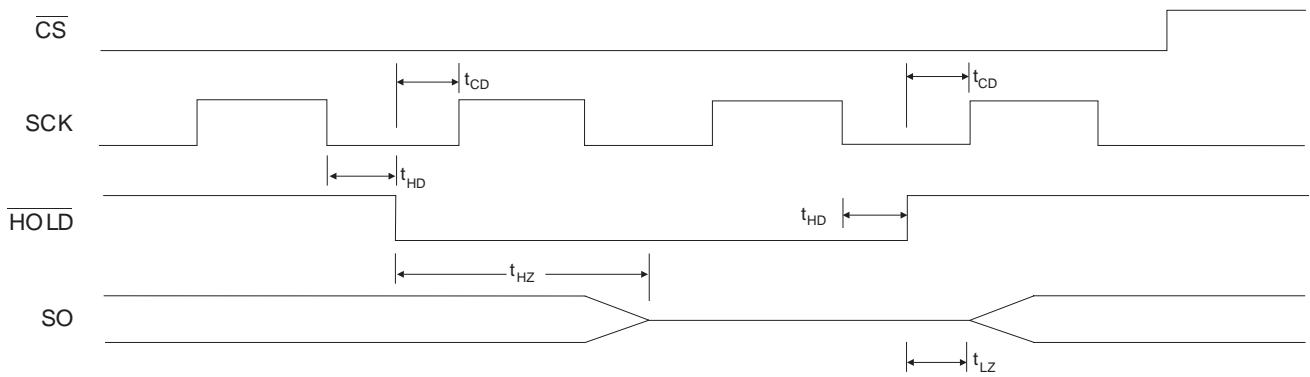 CS
t_CD t_CD
SCK
t_HD
HOLD
t_HD
t_HZ
SO
t_LZ